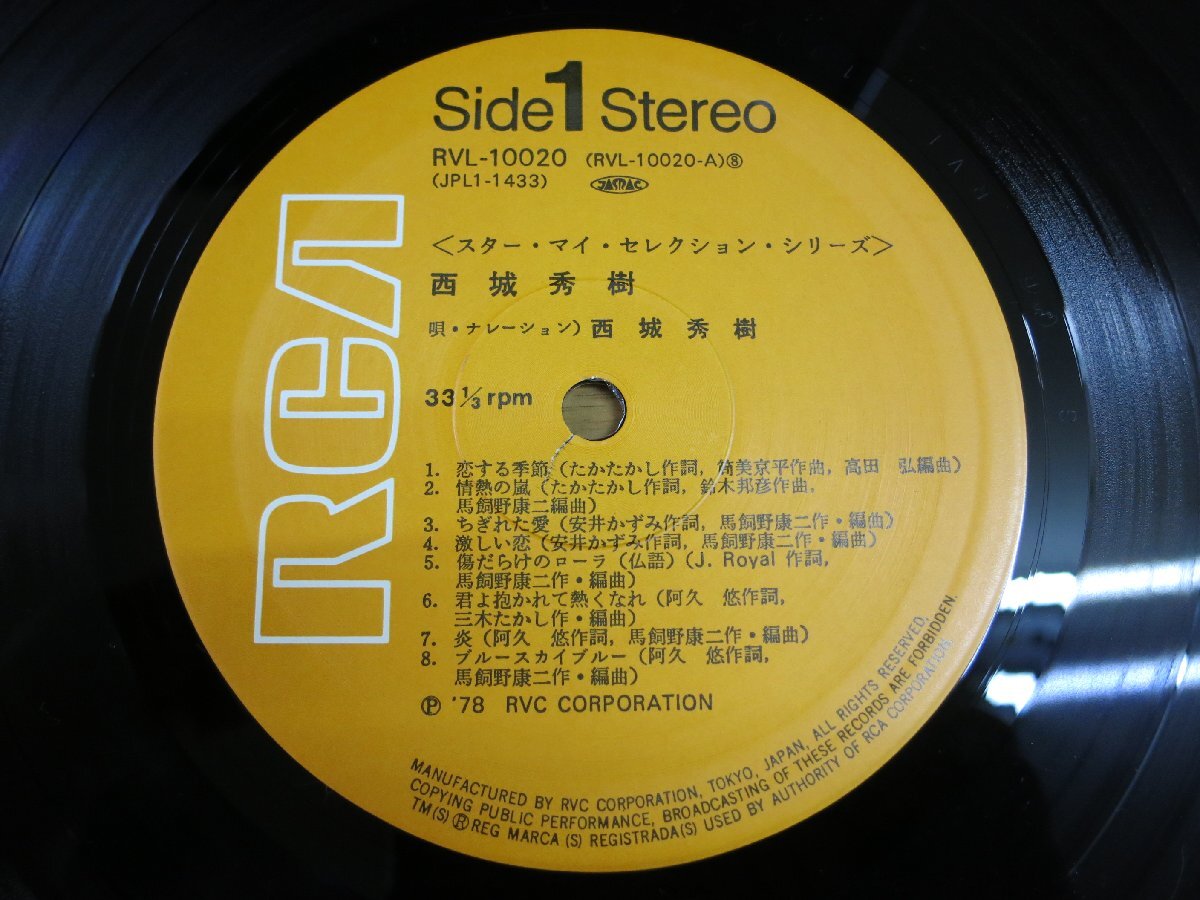 Side 1 Stereo
RVL-10020 (RVL-10020-A)⑧
(JPL1-1433) JASRAC
＜スター・マイ・セレクション・シリーズ＞
西城秀樹
唄・ナレーション）西城秀樹
RCA
33 1/3 rpm
1. 恋する季節（たかたかし作詞，筒美京平作曲，高田　弘編曲）
2. 情熱の嵐（たかたかし作詞，鈴木邦彦作曲，
馬飼野康二編曲）
3. ちぎれた愛（安井かずみ作詞，馬飼野康二作・編曲）
4. 激しい恋（安井かずみ作詞，馬飼野康二作・編曲）
5. 傷だらけのローラ（仏語）（J. Royal 作詞，
馬飼野康二作・編曲）
6. 君よ抱かれて熱くなれ（阿久　悠作詞，
三木たかし作・編曲）
7. 炎（阿久　悠作詞，馬飼野康二作・編曲）
8. ブルースカイブルー（阿久　悠作詞，
馬飼野康二作・編曲）
Ⓟ '78 RVC CORPORATION
MANUFACTURED BY RVC CORPORATION, TOKYO, JAPAN, ALL RIGHTS RESERVED.
COPYING PUBLIC PERFORMANCE, BROADCASTING OF THESE RECORDS ARE FORBIDDEN.
TM(S) ® REG MARCA (S) REGISTRADA(S) USED BY AUTHORITY OF RCA CORPORATION.